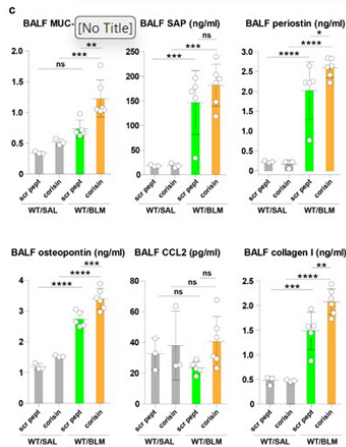 C
BALF MUC-
[No Title]
BALF SAP (ng/ml)
BALF periostin (ng/ml)
**
ns
***
2.0
1.5
1.0
0.5
0.0
ns
***
***
250
200
150
100
50
0
*
****
****
3
2
1
0
scr pept
corisin
scr pept
corisin
WT/SAL
WT/BLM
scr pept
corisin
scr pept
corisin
WT/SAL
WT/BLM
scr pept
corisin
scr pept
corisin
WT/SAL
WT/BLM
BALF osteopontin (ng/ml)
BALF CCL2 (pg/ml)
BALF collagen I (ng/ml)
***
****
****
4
3
2
1
0
ns
ns
ns
80
60
40
20
0
**
****
***
2.5
2.0
1.5
1.0
0.5
0.0
scr pept
corisin
scr pept
corisin
WT/SAL
WT/BLM
scr pept
corisin
scr pept
corisin
WT/SAL
WT/BLM
scr pept
corisin
scr pept
corisin
WT/SAL
WT/BLM